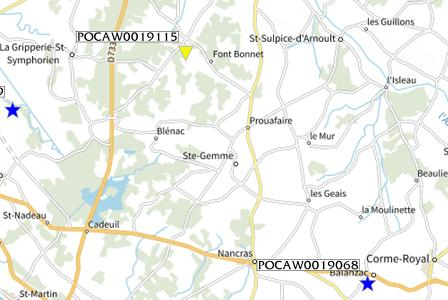 les Guillons
POCAW0019115
St-Sulpice-d'Arnoult
La Gripperie-St-
Symphorien
D733
Font Bonnet
l'Isleau
Prouafaire
Blénac
le Mur
Ste-Gemme
Beaulie
les Geais
la Moulinette
St-Nadeau
Cadeuil
Nancras
POCAW0019068
Corme-Royal
Balanzac
St-Martin